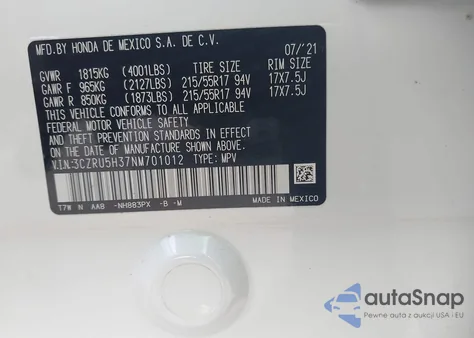 MFD.BY HONDA DE MEXICO S.A. DE C.V.
07/'21
GVWR 1815KG (4001LBS) TIRE SIZE RIM SIZE
GAWR F 965KG (2127LBS) 215/55R17 94V 17X7.5J
GAWR R 850KG (1873LBS) 215/55R17 94V 17X7.5J
THIS VEHICLE CONFORMS TO ALL APPLICABLE
FEDERAL MOTOR VEHICLE SAFETY AND
THEFT PREVENTION STANDARDS IN EFFECT ON
THE DATE OF MANUFACTURE SHOWN ABOVE.
V.I.N:3CZRU5H37NM701012 TYPE: MPV
T7W N AAB -NH883PX -B -M
MADE IN MEXICO
autoSnap
Pewne auta z aukcji USA i EU